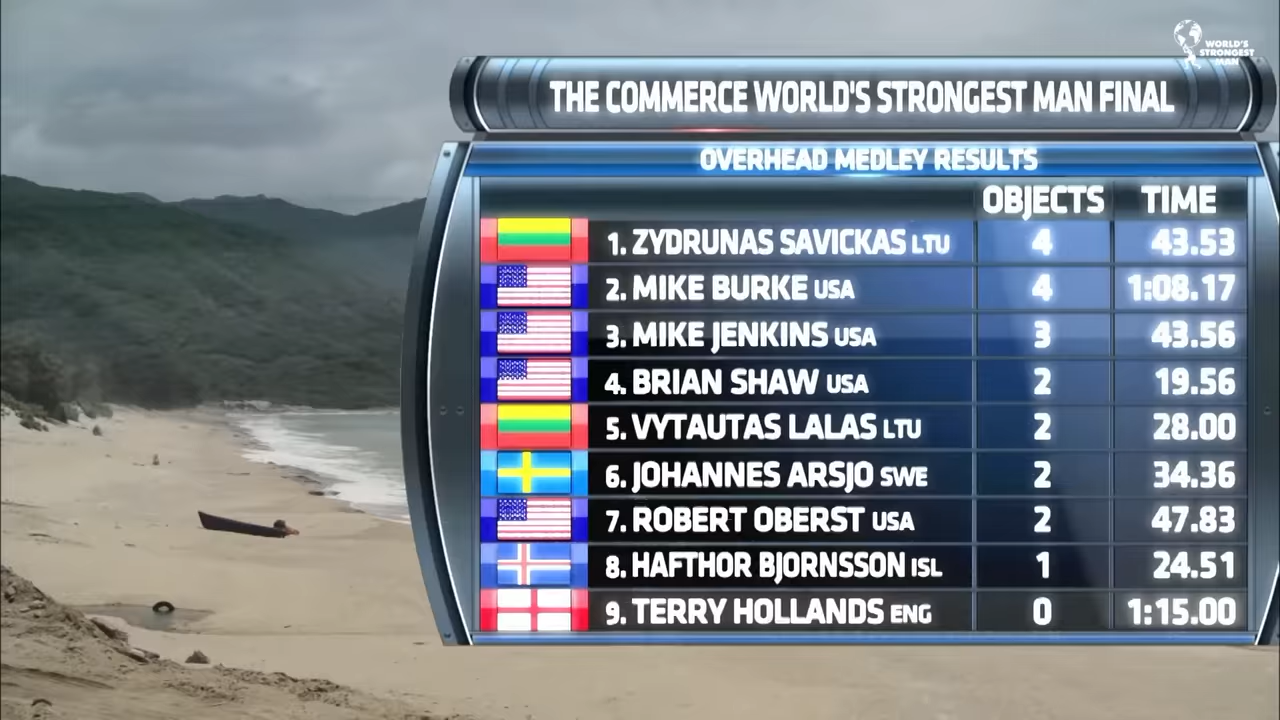 WORLD'S
STRONGEST
MAN
THE COMMERCE WORLD'S STRONGEST MAN FINAL
OVERHEAD MEDLEY RESULTS
OBJECTS TIME
1. ZYDRUNAS SAVICKAS LTU 4 43.53
2. MIKE BURKE USA 4 1:08.17
3. MIKE JENKINS USA 3 43.56
4. BRIAN SHAW USA 2 19.56
5. VYTAUTAS LALAS LTU 2 28.00
6. JOHANNES ARSJO SWE 2 34.36
7. ROBERT OBERST USA 2 47.83
8. HAFTHOR BJORNSSON ISL 1 24.51
9. TERRY HOLLANDS ENG 0 1:15.00